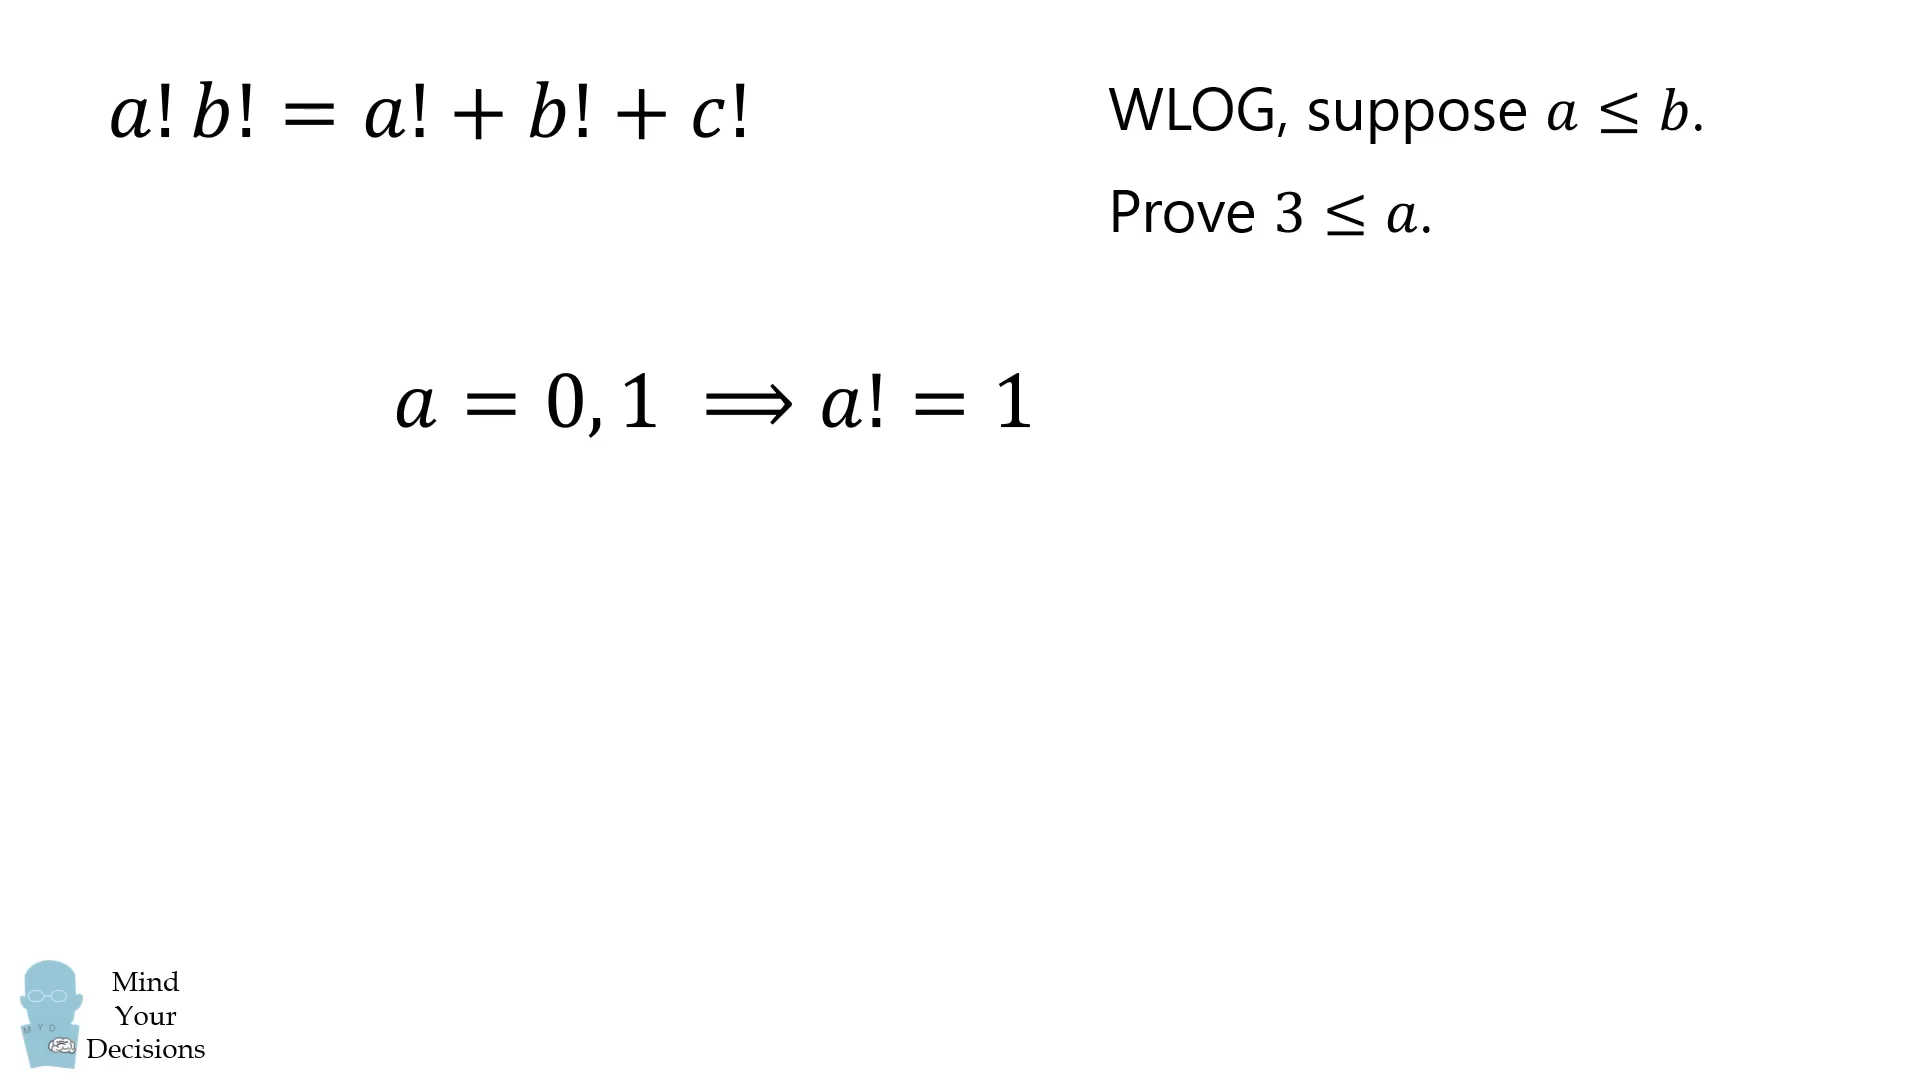 a! b! = a! + b! + c!
WLOG, suppose a ≤ b.
Prove 3 ≤ a.
a = 0, 1 ⟹ a! = 1
M Y D
Mind
Your
Decisions